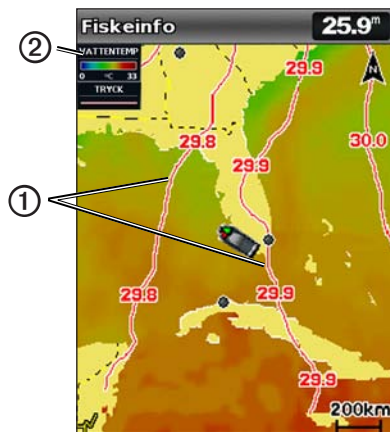 Fiskeinfo 25.9m
②
VATTENTEMP
0 °C 33
TRYCK
N
29.9
29.8
29.9
30.0
①
29.8
29.9
29.9
200km